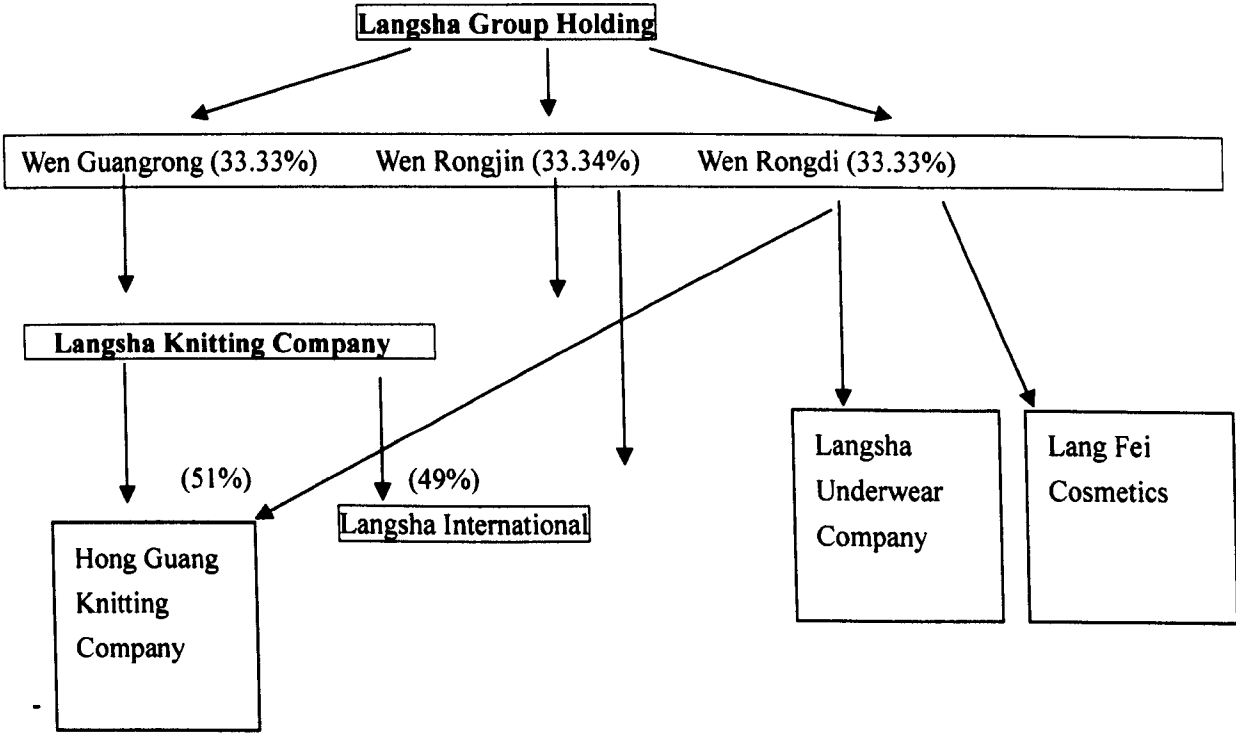 Langsha Group Holding
Wen Guangrong (33.33%) Wen Rongjin (33.34%) Wen Rongdi (33.33%)
Langsha Knitting Company
(51%) (49%)
Langsha International
Hong Guang
Knitting
Company
Langsha
Underwear
Company
Lang Fei
Cosmetics